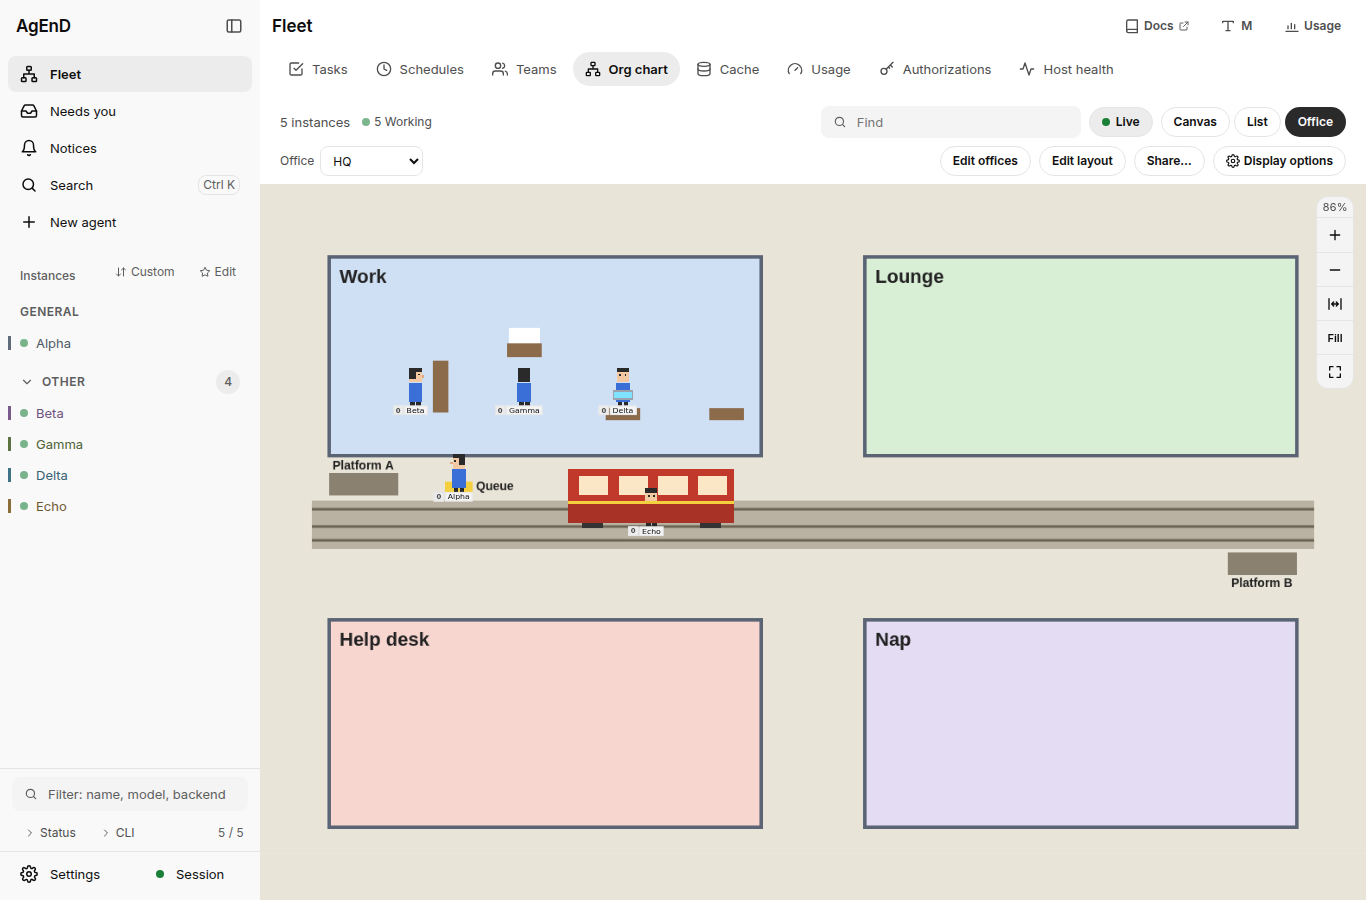 AgEnD
Fleet
Needs you
Notices
Search
Ctrl K
New agent
Instances
Custom
Edit
GENERAL
Alpha
OTHER
4
Beta
Gamma
Delta
Echo
Filter: name, model, backend
Status
CLI
5 / 5
Settings
Session
Fleet
Docs
M
Usage
Tasks
Schedules
Teams
Org chart
Cache
Usage
Authorizations
Host health
5 instances
5 Working
Find
Live
Canvas
List
Office
Office
HQ
Edit offices
Edit layout
Share...
Display options
86%
Fill
Work
Lounge
0 Beta
0 Gamma
0 Delta
Platform A
0 Alpha
Queue
0 Echo
Platform B
Help desk
Nap